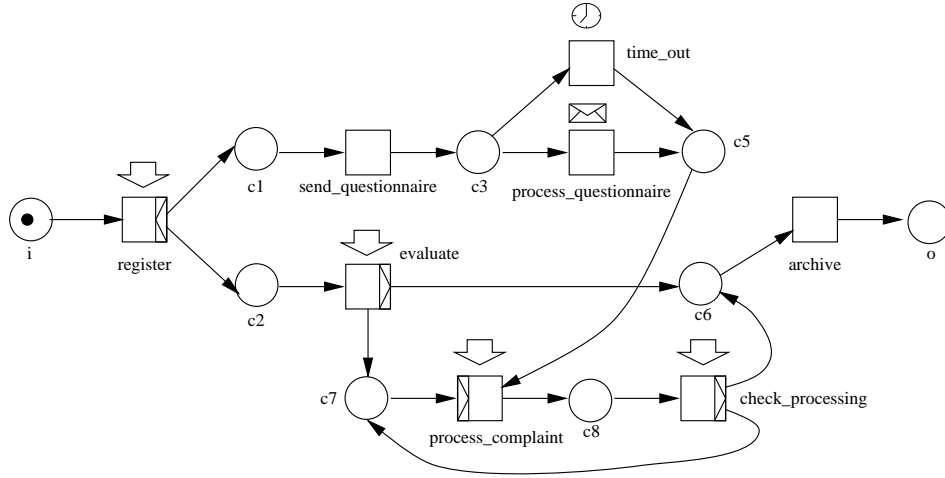 time_out
c5
c1
send_questionnaire
c3
process_questionnaire
i
register
evaluate
archive
o
c2
c6
c7
process_complaint
c8
check_processing